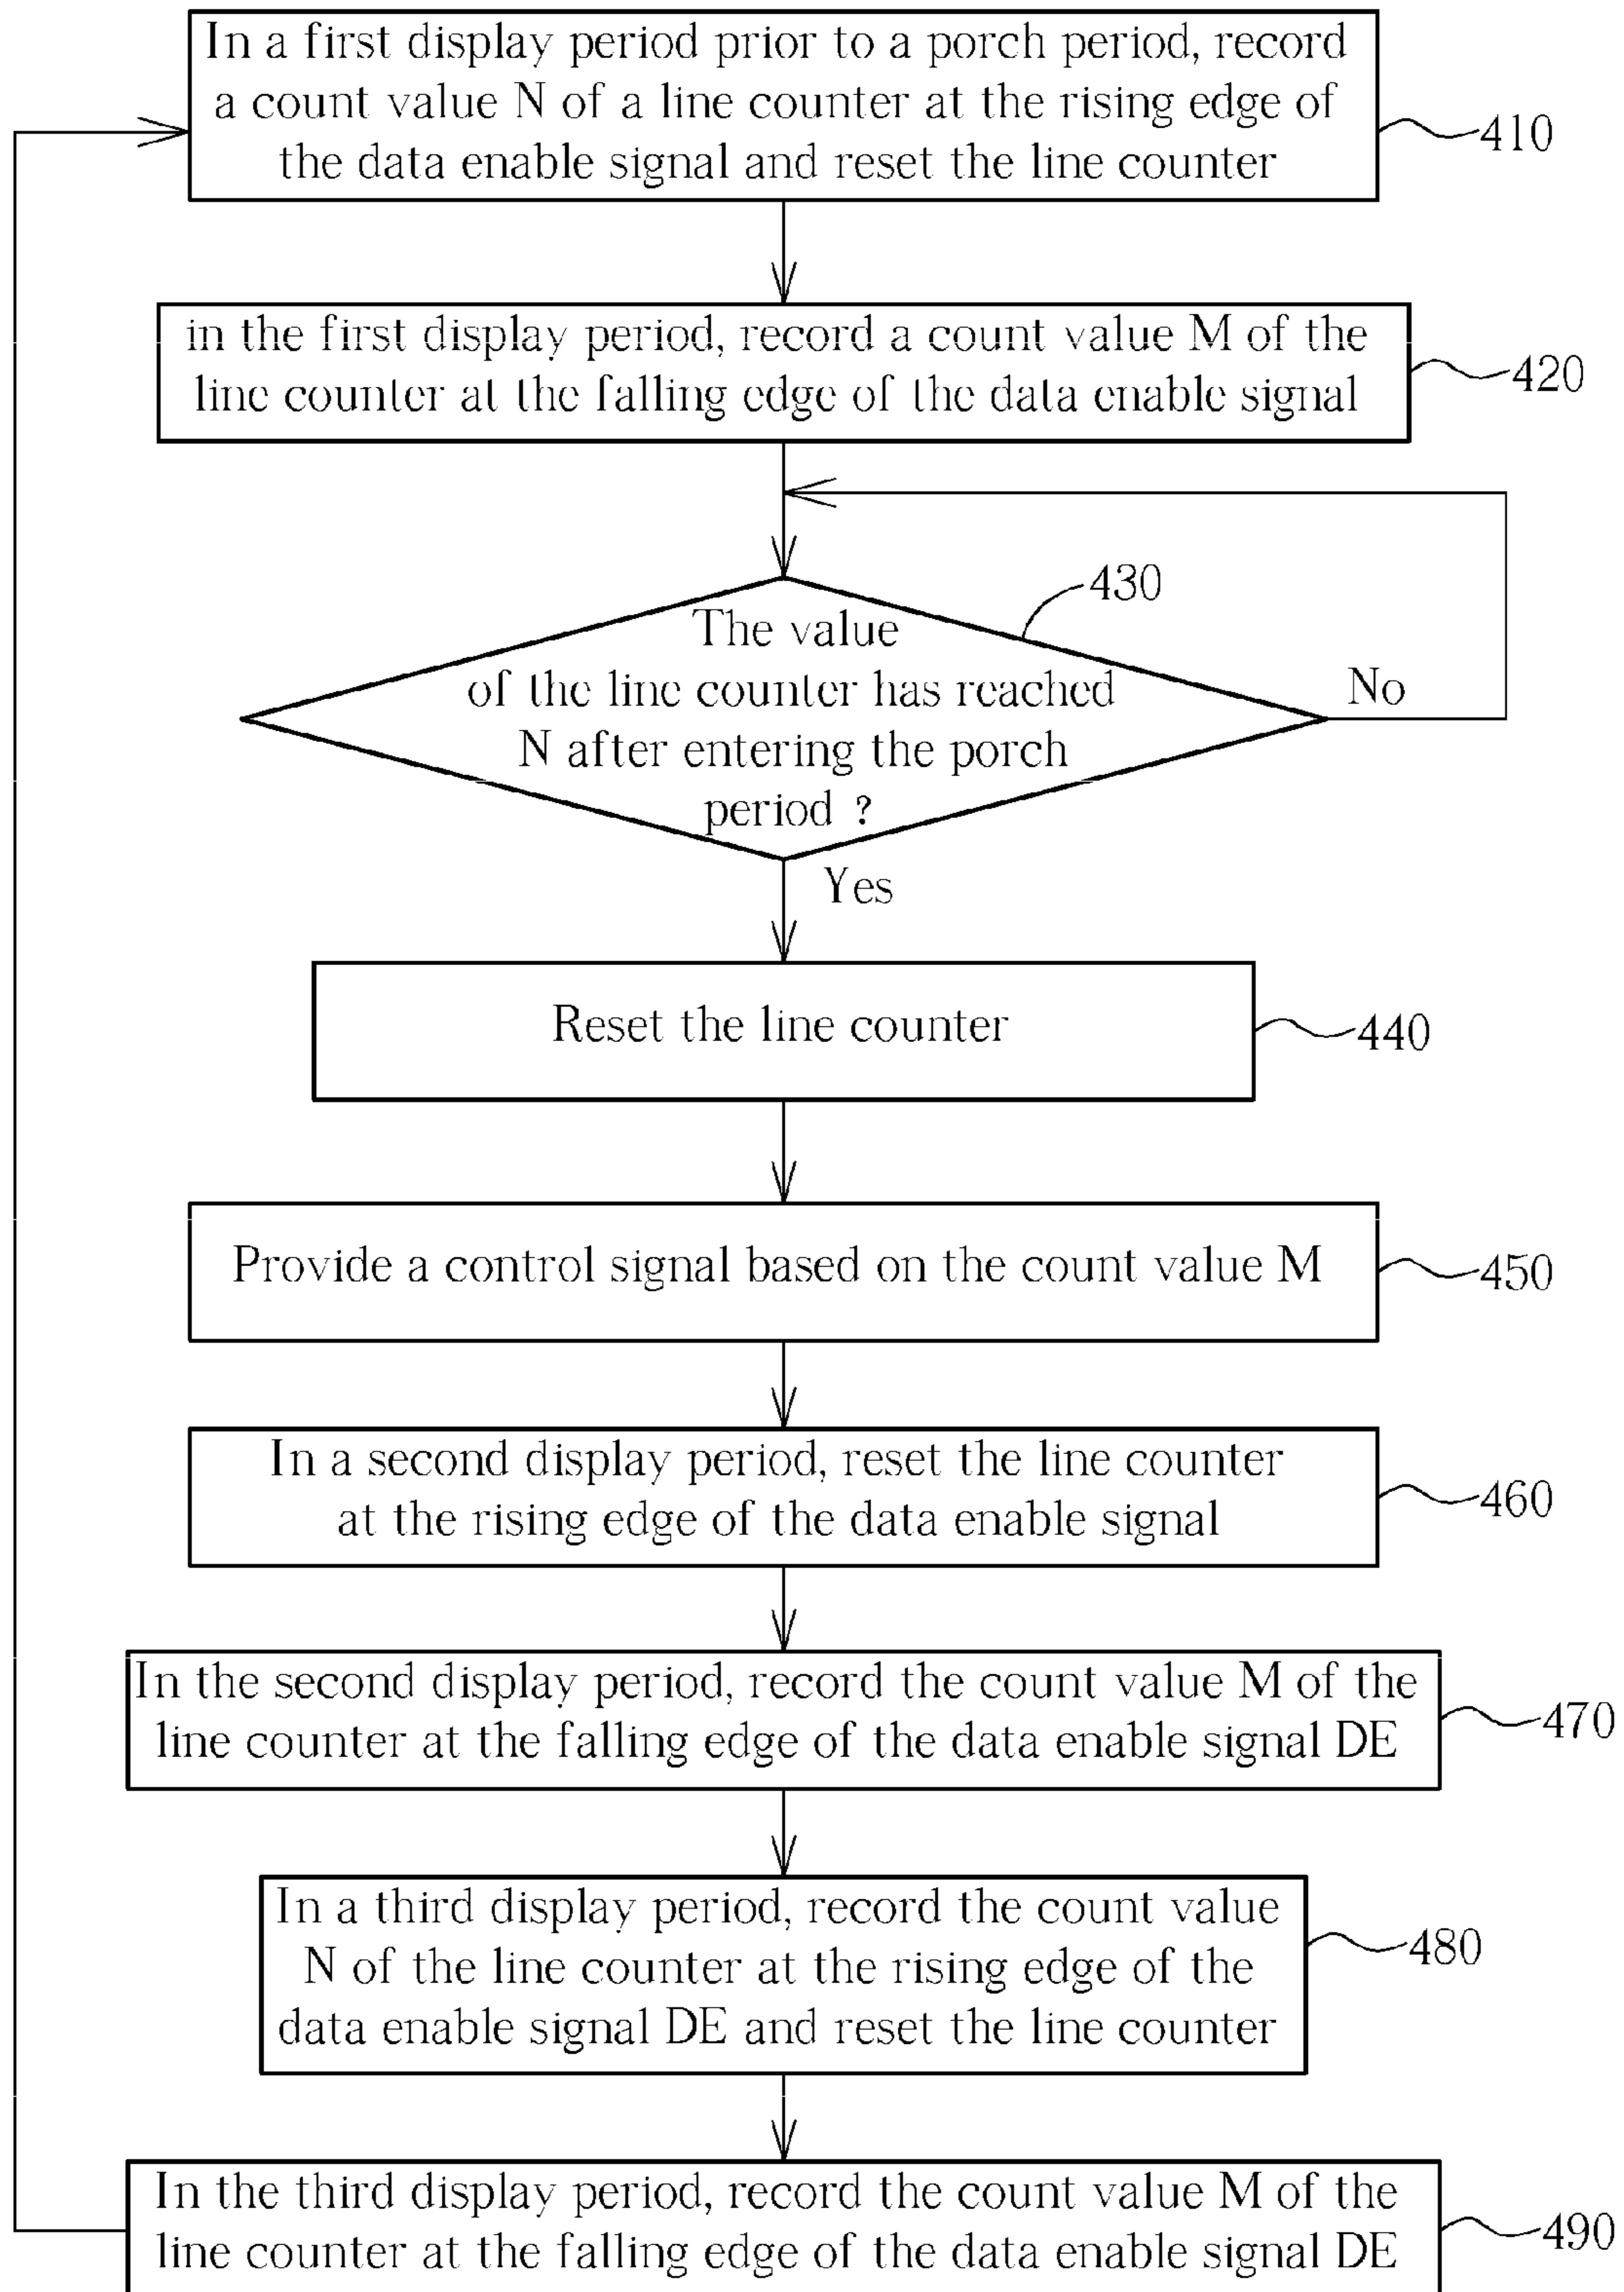 In a first display period prior to a porch period, record
a count value N of a line counter at the rising edge of
the data enable signal and reset the line counter
410
in the first display period, record a count value M of the
line counter at the falling edge of the data enable signal
420
430
The value
of the line counter has reached
N after entering the porch
period ?
No
Yes
Reset the line counter
440
Provide a control signal based on the count value M
450
In a second display period, reset the line counter
at the rising edge of the data enable signal
460
In the second display period, record the count value M of the
line counter at the falling edge of the data enable signal DE
470
In a third display period, record the count value
N of the line counter at the rising edge of the
data enable signal DE and reset the line counter
480
In the third display period, record the count value M of the
line counter at the falling edge of the data enable signal DE
490